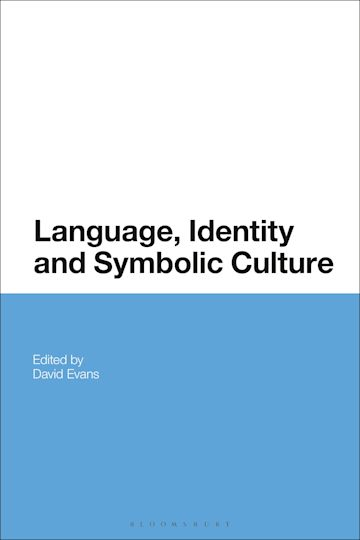 Language, Identity
and Symbolic Culture
Edited by
David Evans
BLOOMSBURY